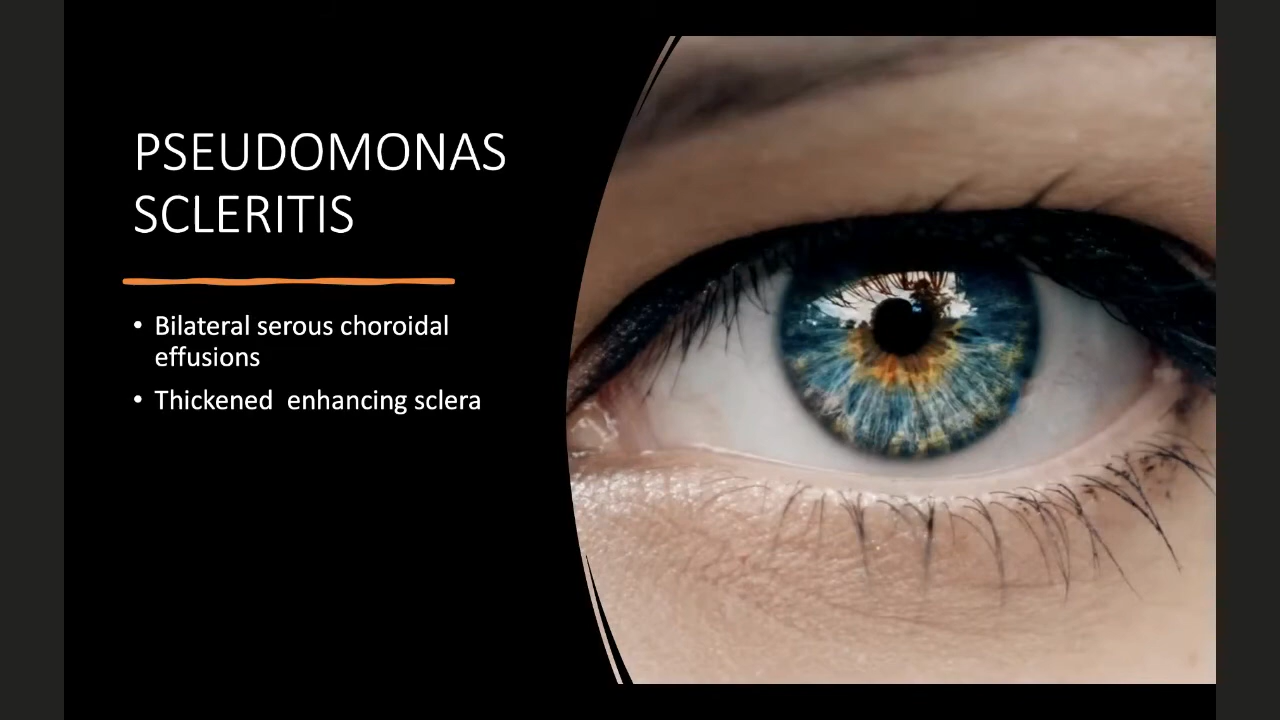 PSEUDOMONAS
SCLERITIS
• Bilateral serous choroidal
effusions
• Thickened  enhancing sclera